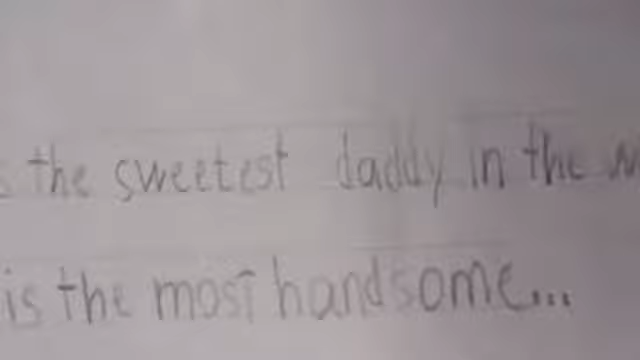 the sweetest daddy in the
is the most handsome...